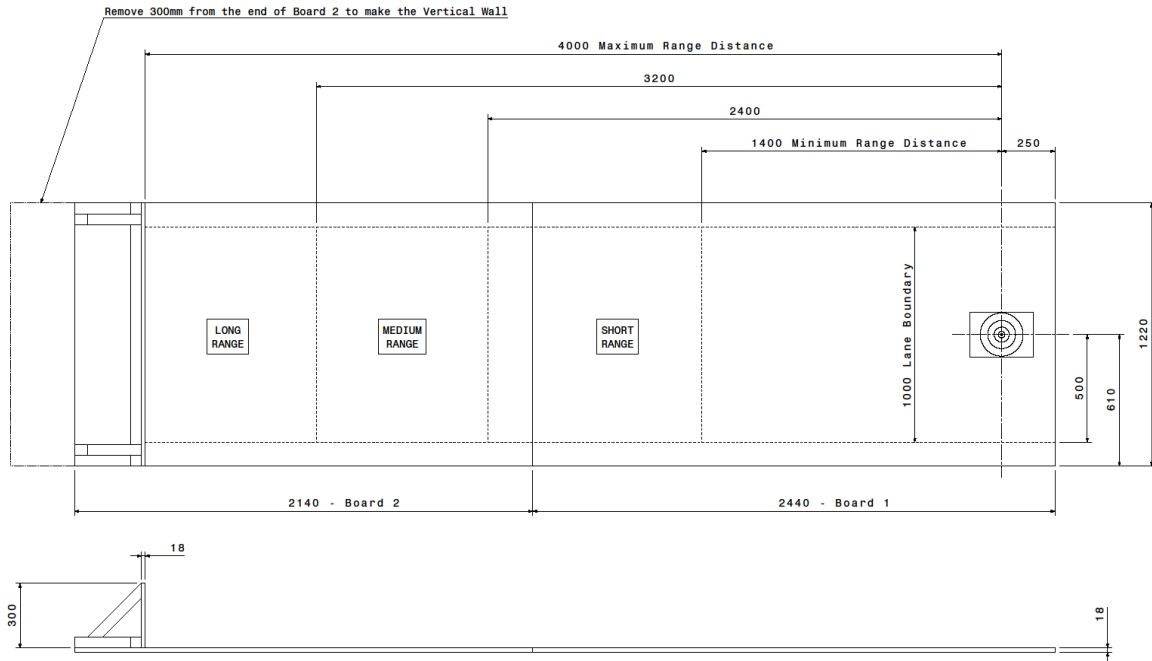 Remove 300mm from the end of Board 2 to make the Vertical Wall
4000 Maximum Range Distance
3200
2400
1400 Minimum Range Distance
250
LONG
RANGE
MEDIUM
RANGE
SHORT
RANGE
1000 Lane Boundary
500
610
1220
2140 - Board 2
2440 - Board 1
18
300
18